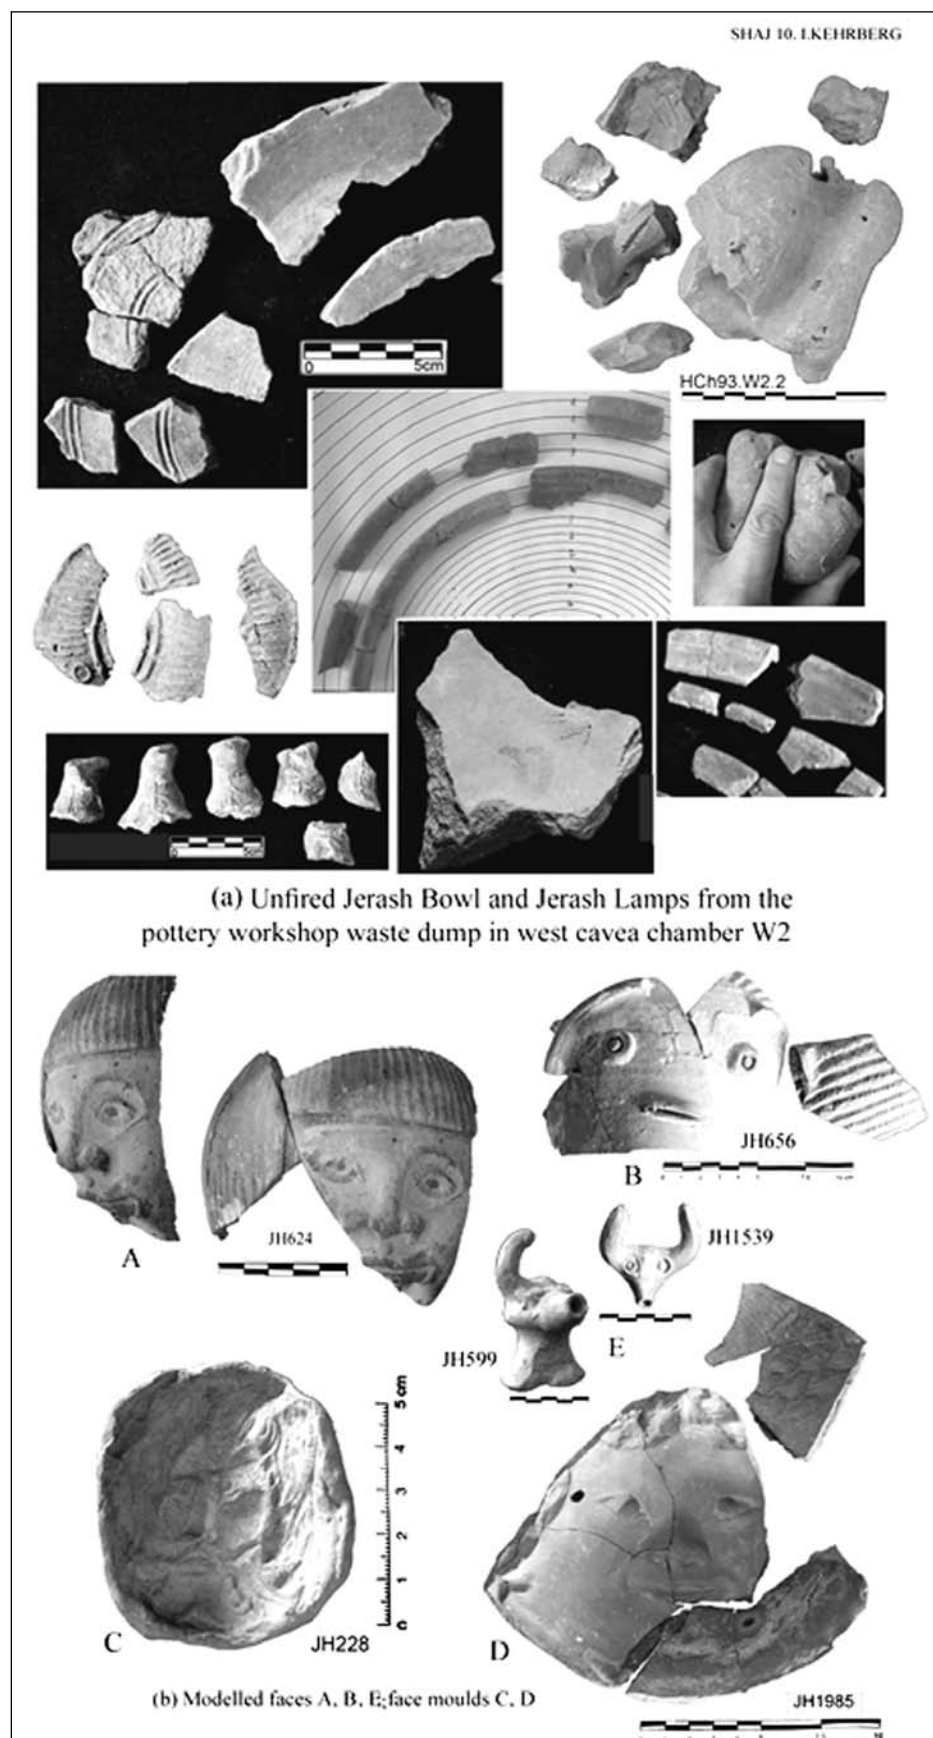 SHAJ 10. I.KEHRBERG
0 5cm
HCh93.W2.2
0 5cm
(a) Unfired Jerash Bowl and Jerash Lamps from the
pottery workshop waste dump in west cavea chamber W2
JH656
B
A
JH624
JH1539
JH599
E
5 cm
4
3
2
1
0
C
JH228
D
(b) Modelled faces A, B, E;face moulds C, D
JH1985